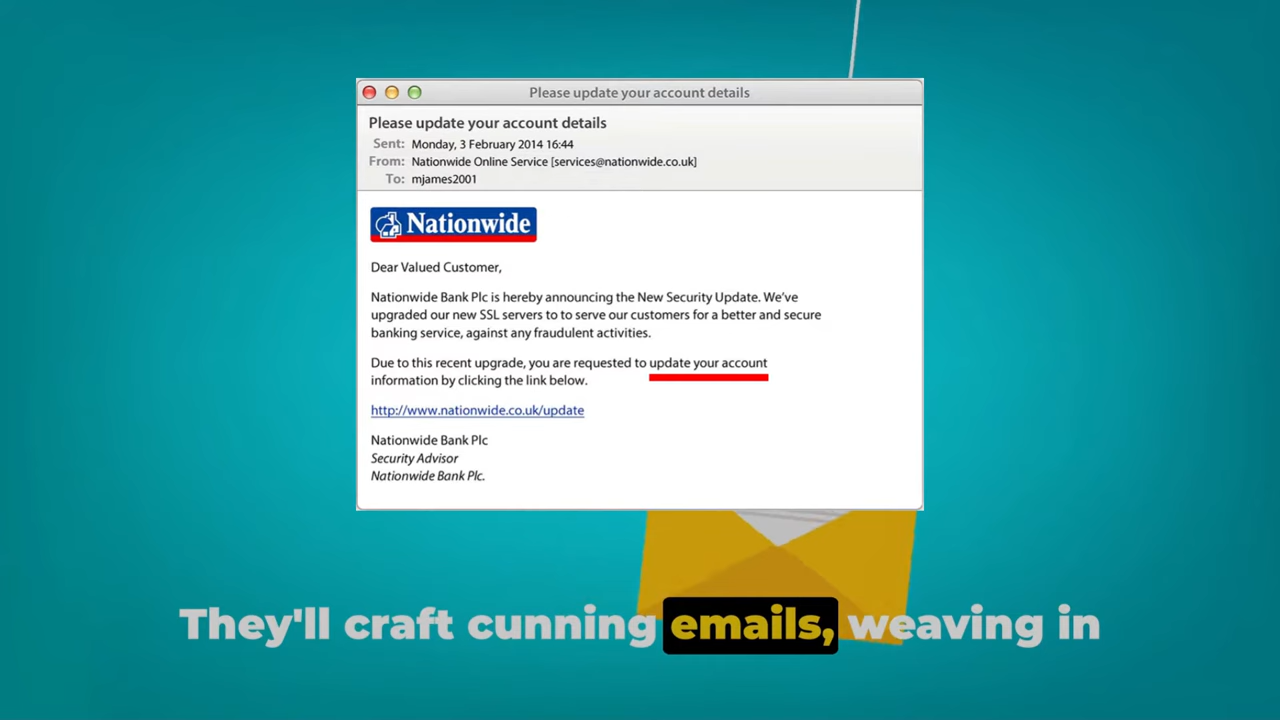 Please update your account details
Please update your account details
Sent: Monday, 3 February 2014 16:44
From: Nationwide Online Service [services@nationwide.co.uk]
To: mjames2001
Nationwide
Dear Valued Customer,
Nationwide Bank Plc is hereby announcing the New Security Update. We've
upgraded our new SSL servers to to serve our customers for a better and secure
banking service, against any fraudulent activities.
Due to this recent upgrade, you are requested to update your account
information by clicking the link below.
http://www.nationwide.co.uk/update
Nationwide Bank Plc
Security Advisor
Nationwide Bank Plc.
They'll craft cunning emails, weaving in